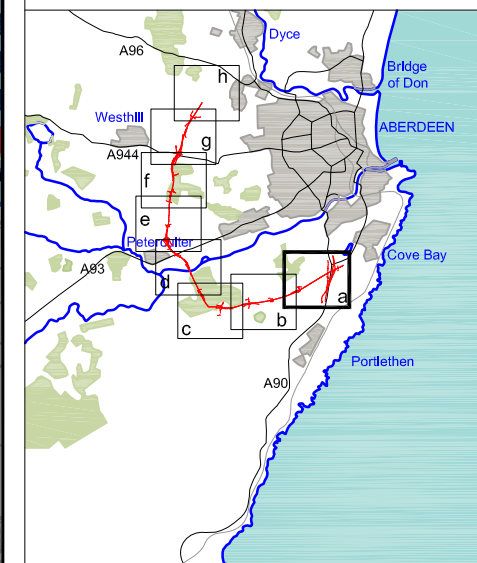 Dyce
A96
Bridge
of Don
h
Westhill
ABERDEEN
g
A944
f
e
Peterculter
Cove Bay
A93
d
a
c
b
Portlethen
A90